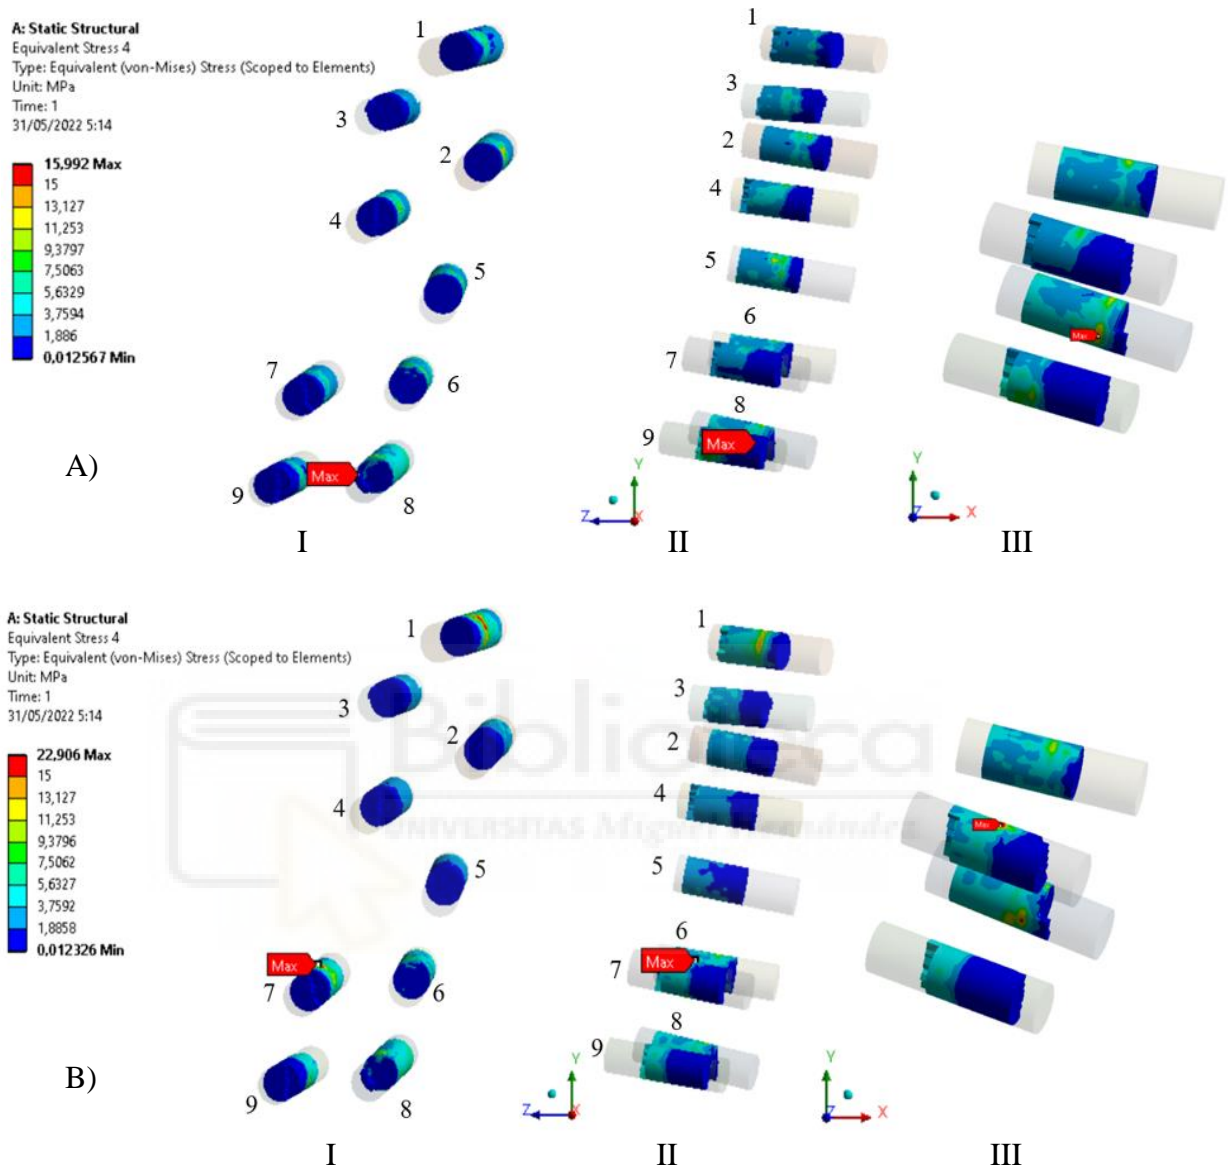 A: Static Structural
Equivalent Stress 4
Type: Equivalent (von-Mises) Stress (Scoped to Elements)
Unit: MPa
Time: 1
31/05/2022 5:14
15,992 Max
15
13,127
11,253
9,3797
7,5063
5,6329
3,7594
1,886
0,012567 Min
1
3
2
4
5
7
6
9
Max
8
1
3
2
4
5
6
7
8
9
Max
Y
Z
X
Max
Y
Z
X
A)
I
II
III
A: Static Structural
Equivalent Stress 4
Type: Equivalent (von-Mises) Stress (Scoped to Elements)
Unit: MPa
Time: 1
31/05/2022 5:14
22,906 Max
15
13,127
11,253
9,3796
7,5062
5,6327
3,7592
1,8858
0,012326 Min
1
3
2
4
5
Max
7
6
9
8
1
3
2
4
5
6
Max
7
8
9
Y
Z
X
Max
Y
Z
X
Biblioteca
UNIVERSITAS Miguel Hernández
B)
I
II
III